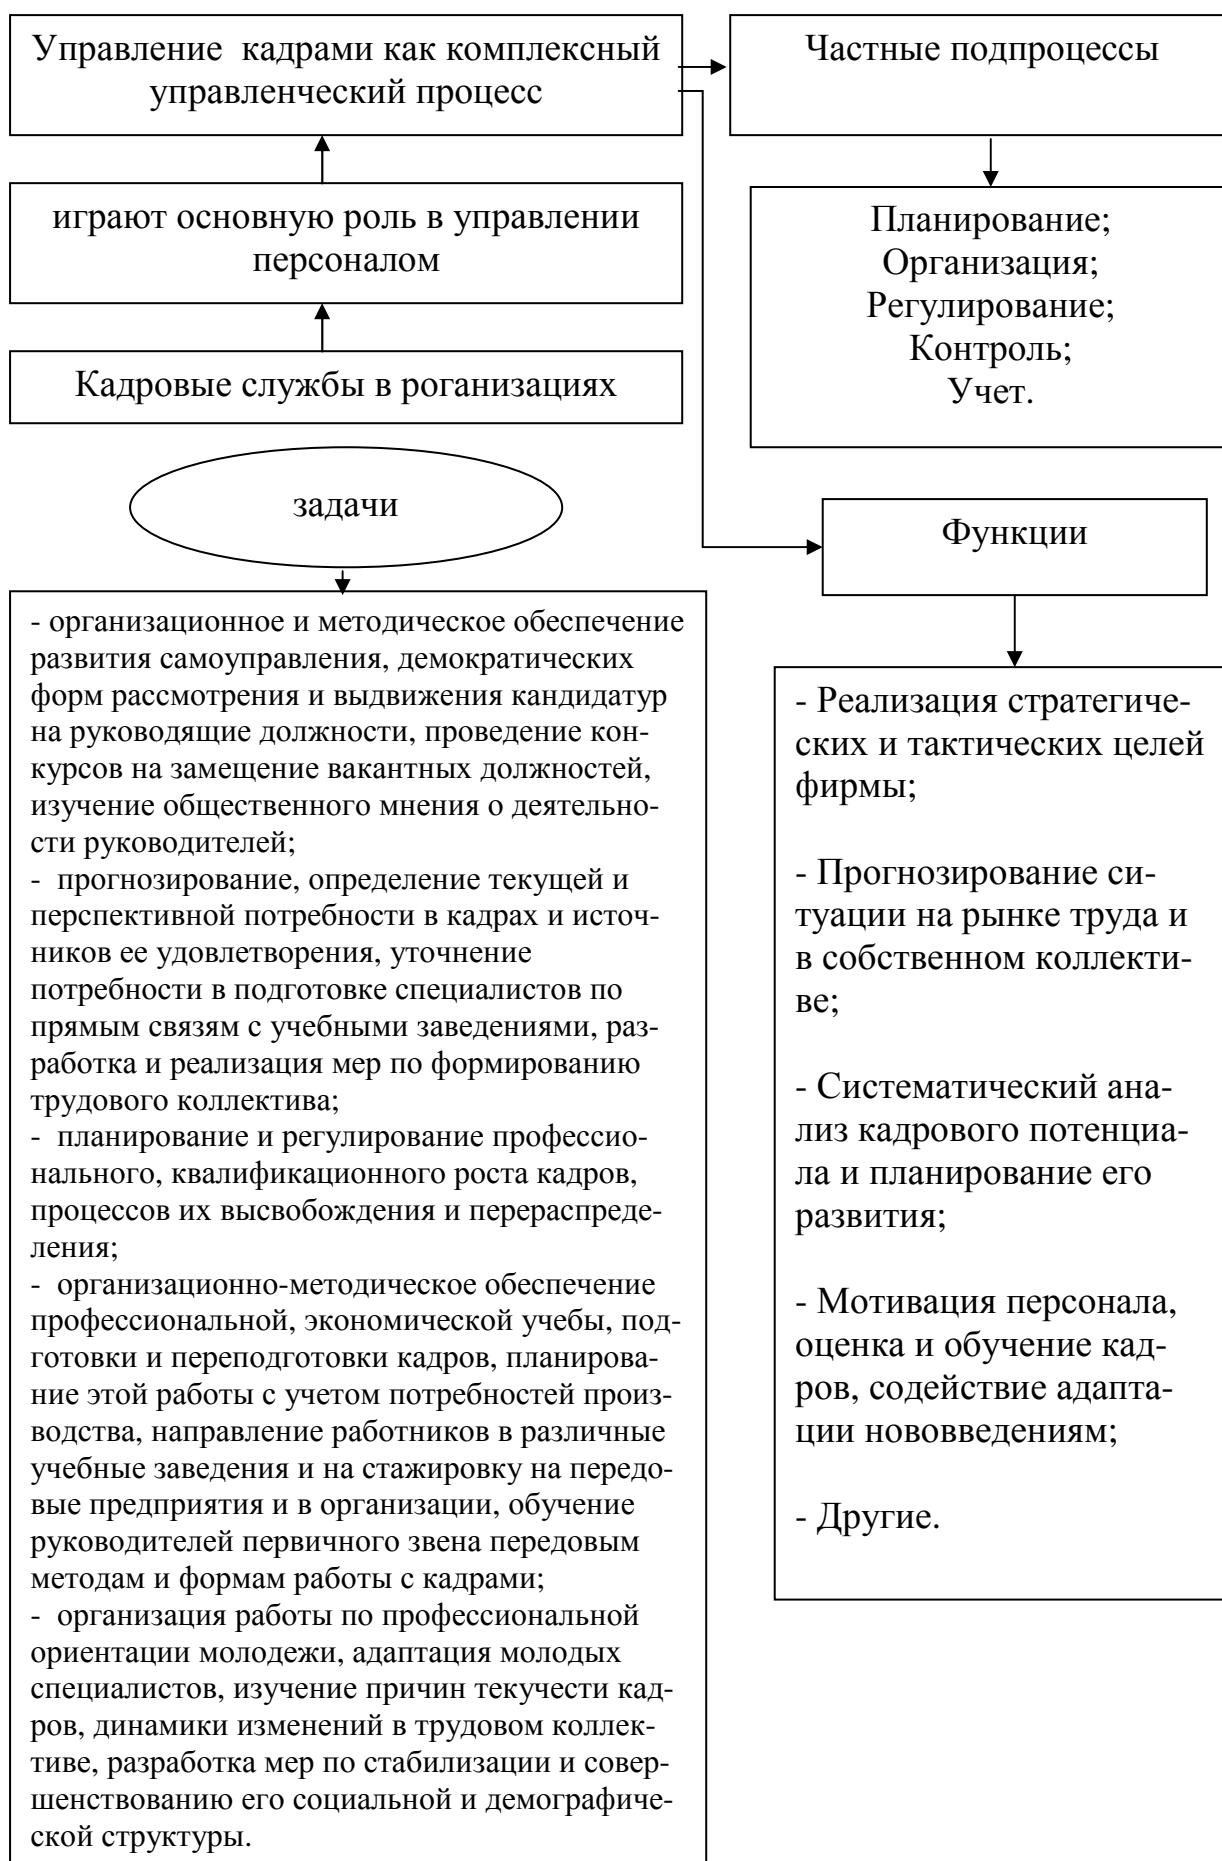 Управление  кадрами как комплексный
управленческий процесс
Частные подпроцессы
играют основную роль в управлении
персоналом
Планирование;
Организация;
Регулирование;
Контроль;
Учет.
Кадровые службы в роганизациях
задачи
Функции
- организационное и методическое обеспечение
развития самоуправления, демократических
форм рассмотрения и выдвижения кандидатур
на руководящие должности, проведение кон-
курсов на замещение вакантных должностей,
изучение общественного мнения о деятельно-
сти руководителей;
-  прогнозирование, определение текущей и
перспективной потребности в кадрах и источ-
ников ее удовлетворения, уточнение
потребности в подготовке специалистов по
прямым связям с учебными заведениями, раз-
работка и реализация мер по формированию
трудового коллектива;
-  планирование и регулирование профессио-
нального, квалификационного роста кадров,
процессов их высвобождения и перераспреде-
ления;
-  организационно-методическое обеспечение
профессиональной, экономической учебы, под-
готовки и переподготовки кадров, планирова-
ние этой работы с учетом потребностей произ-
водства, направление работников в различные
учебные заведения и на стажировку на передо-
вые предприятия и в организации, обучение
руководителей первичного звена передовым
методам и формам работы с кадрами;
-  организация работы по профессиональной
ориентации молодежи, адаптация молодых
специалистов, изучение причин текучести кад-
ров, динамики изменений в трудовом коллек-
тиве, разработка мер по стабилизации и совер-
шенствованию его социальной и демографиче-
ской структуры.
- Реализация стратегиче-
ских и тактических целей
фирмы;
- Прогнозирование си-
туации на рынке труда и
в собственном коллекти-
ве;
- Систематический ана-
лиз кадрового потенциа-
ла и планирование его
развития;
- Мотивация персонала,
оценка и обучение кад-
ров, содействие адапта-
ции нововведениям;
- Другие.